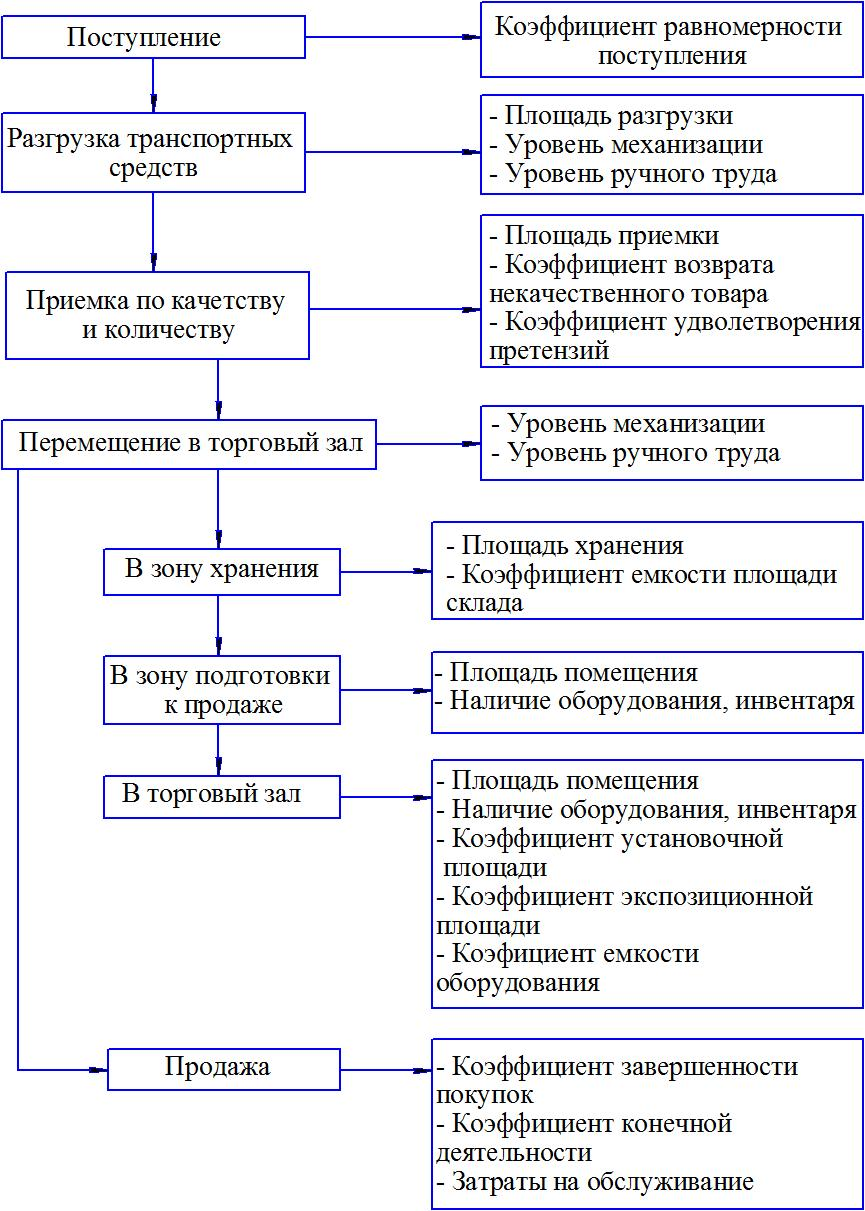 Поступление
Коэффициент равномерности
поступления
Разгрузка транспортных
средств
- Площадь разгрузки
- Уровень механизации
- Уровень ручного труда
Приемка по качетству
и количеству
- Площадь приемки
- Коэффициент возврата
некачественного товара
- Коэффициент удволетворения
претензий
Перемещение в торговый зал
- Уровень механизации
- Уровень ручного труда
В зону хранения
- Площадь хранения
- Коэффициент емкости площади
склада
В зону подготовки
к продаже
- Площадь помещения
- Наличие оборудования, инвентаря
В торговый зал
- Площадь помещения
- Наличие оборудования, инвентаря
- Коэффициент установочной
площади
- Коэффициент экспозиционной
площади
- Коэфициент емкости
оборудования
Продажа
- Коэффициент завершенности
покупок
- Коэффициент конечной
деятельности
- Затраты на обслуживание